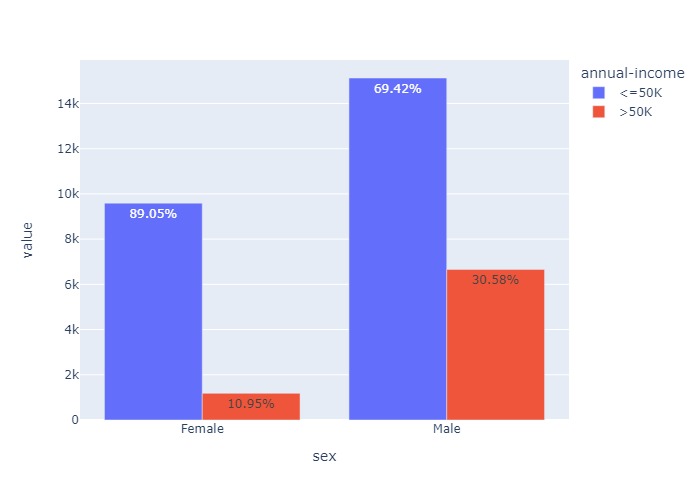 annual-income
<=50K
>50K
14k
12k
10k
8k
6k
4k
2k
0
value
69.42%
89.05%
30.58%
10.95%
Female
Male
sex